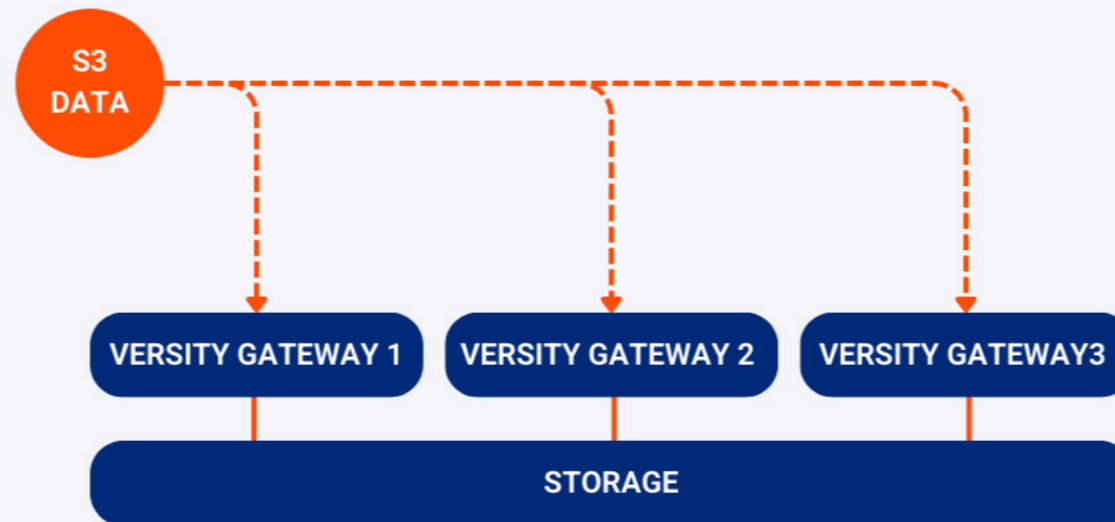 S3
DATA
VERSITY GATEWAY 1
VERSITY GATEWAY 2
VERSITY GATEWAY3
STORAGE